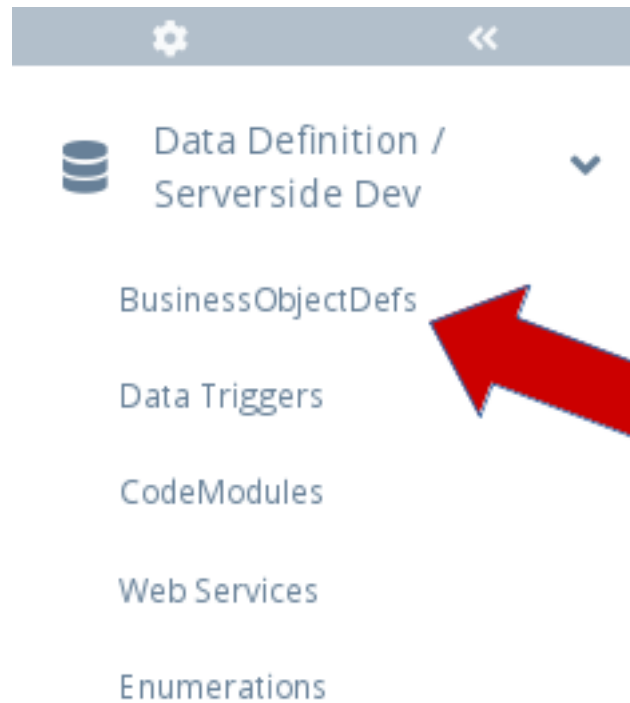 Data Definition /
Serverside Dev
BusinessObjectDefs
Data Triggers
CodeModules
Web Services
Enumerations